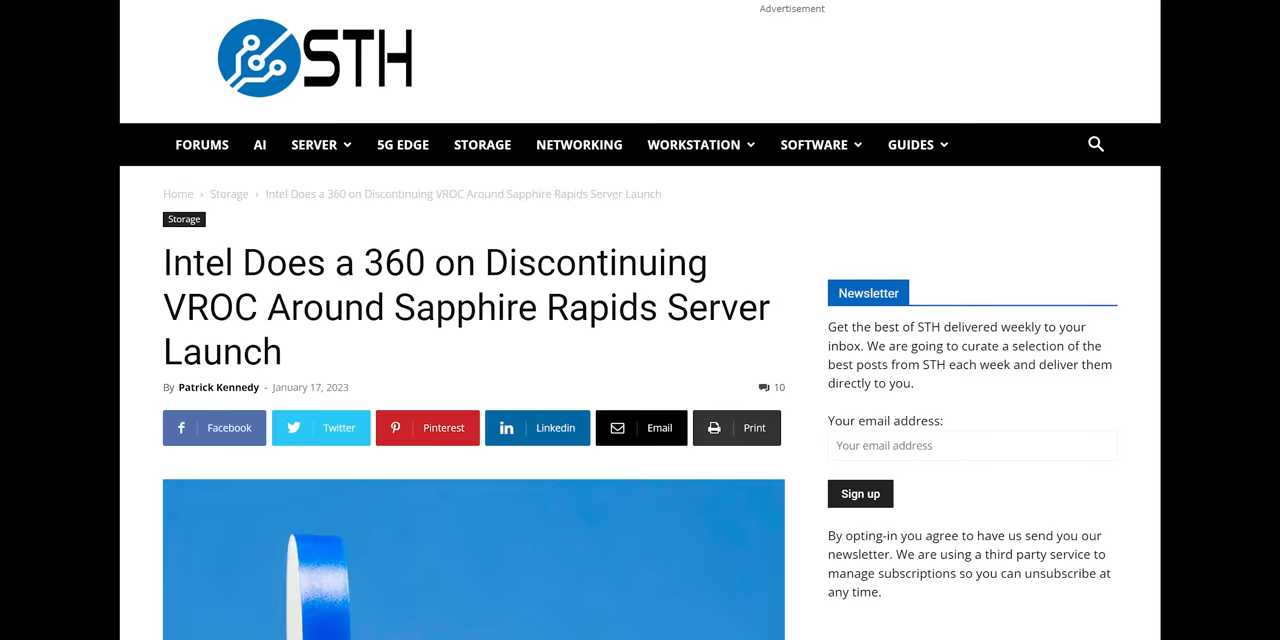 Advertisement
STH
FORUMS AI SERVER 5G EDGE STORAGE NETWORKING WORKSTATION SOFTWARE GUIDES
Home › Storage › Intel Does a 360 on Discontinuing VROC Around Sapphire Rapids Server Launch
Storage
Intel Does a 360 on Discontinuing
VROC Around Sapphire Rapids Server
Launch
By Patrick Kennedy - January 17, 2023 10
Facebook Twitter Pinterest Linkedin Email Print
Newsletter
Get the best of STH delivered weekly to your
inbox. We are going to curate a selection of the
best posts from STH each week and deliver them
directly to you.
Your email address:
Your email address
Sign up
By opting-in you agree to have us send you our
newsletter. We are using a third party service to
manage subscriptions so you can unsubscribe at
any time.